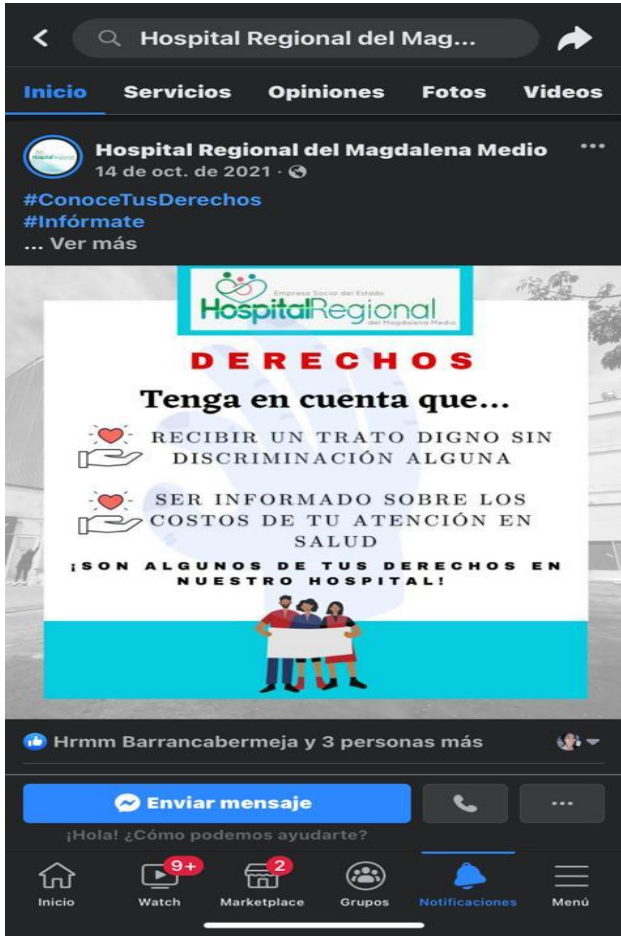 Hospital Regional del Mag...
Inicio Servicios Opiniones Fotos Videos
Hospital Regional del Magdalena Medio
14 de oct. de 2021
#ConoceTusDerechos
#Infórmate
... Ver más
Empresa Social del Estado
HospitalRegional
del Magdalena Medio
DERECHOS
Tenga en cuenta que...
RECIBIR UN TRATO DIGNO SIN
DISCRIMINACIÓN ALGUNA
SER INFORMADO SOBRE LOS
COSTOS DE TU ATENCIÓN EN
SALUD
¡SON ALGUNOS DE TUS DERECHOS EN
NUESTRO HOSPITAL!
Hrmm Barrancabermeja y 3 personas más
Enviar mensaje
¡Hola! ¿Cómo podemos ayudarte?
9+ 2
Inicio Watch Marketplace Grupos Notificaciones Menú